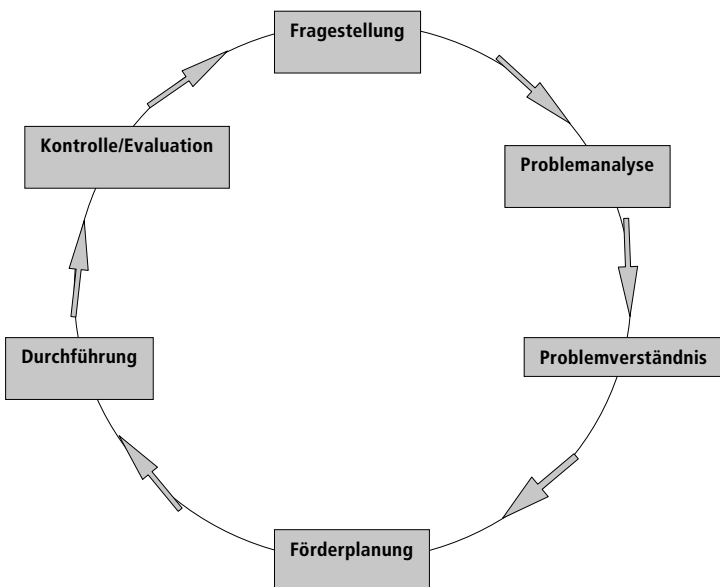 Fragestellung
Problemanalyse
Problemverständnis
Förderplanung
Durchführung
Kontrolle/Evaluation